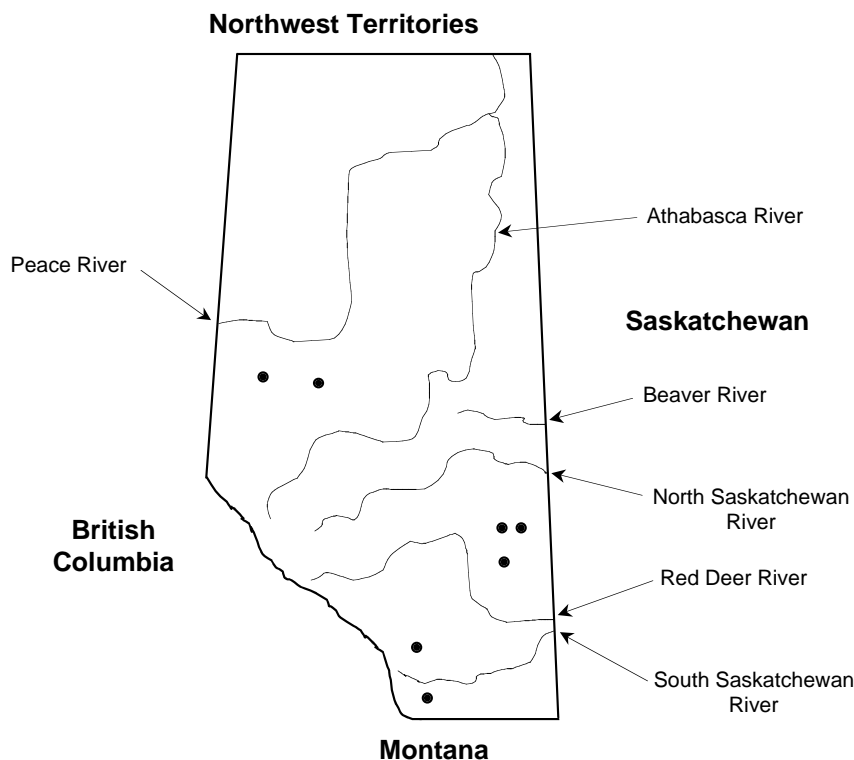 Northwest Territories
Athabasca River
Peace River
Saskatchewan
Beaver River
North Saskatchewan
River
British
Columbia
Red Deer River
South Saskatchewan
River
Montana